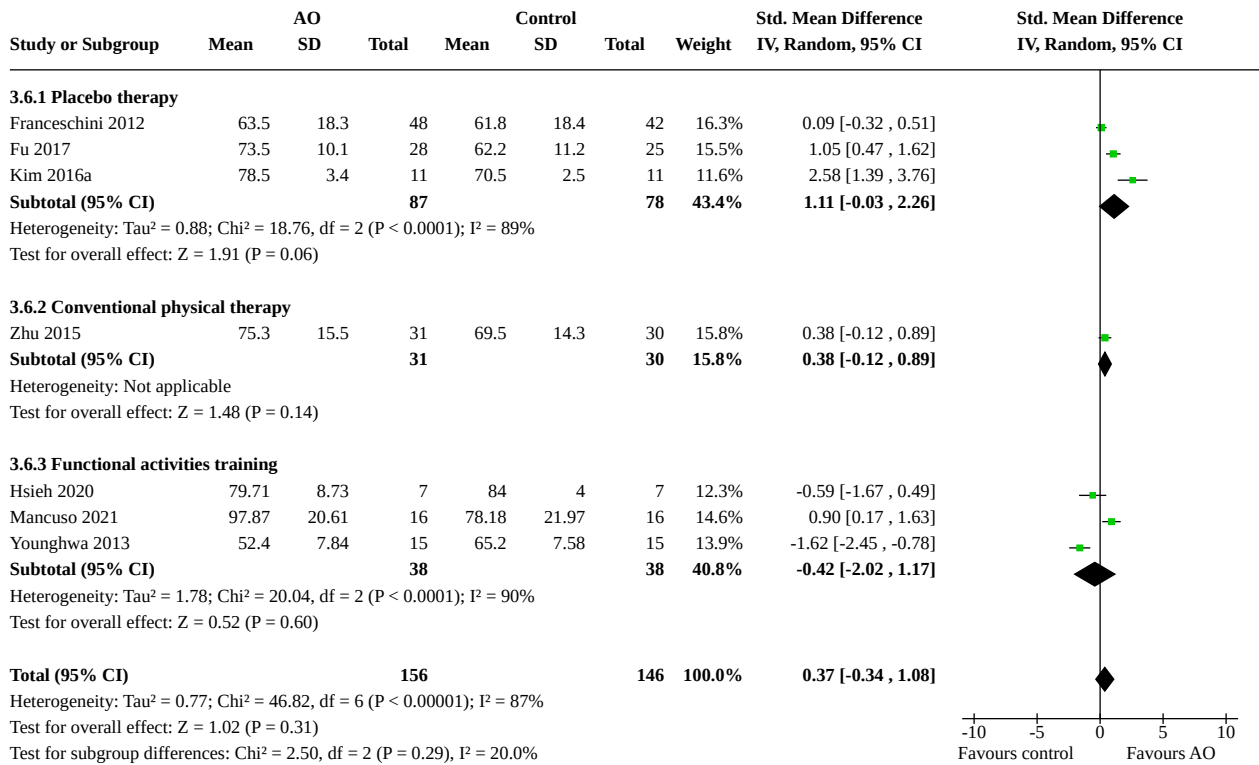 AO Control Std. Mean Difference Std. Mean Difference
Study or Subgroup Mean SD Total Mean SD Total Weight IV, Random, 95% CI IV, Random, 95% CI
3.6.1 Placebo therapy
Franceschini 2012 63.5 18.3 48 61.8 18.4 42 16.3% 0.09 [-0.32 , 0.51]
Fu 2017 73.5 10.1 28 62.2 11.2 25 15.5% 1.05 [0.47 , 1.62]
Kim 2016a 78.5 3.4 11 70.5 2.5 11 11.6% 2.58 [1.39 , 3.76]
Subtotal (95% CI) 87 78 43.4% 1.11 [-0.03 , 2.26]
Heterogeneity: Tau² = 0.88; Chi² = 18.76, df = 2 (P < 0.0001); I² = 89%
Test for overall effect: Z = 1.91 (P = 0.06)
3.6.2 Conventional physical therapy
Zhu 2015 75.3 15.5 31 69.5 14.3 30 15.8% 0.38 [-0.12 , 0.89]
Subtotal (95% CI) 31 30 15.8% 0.38 [-0.12 , 0.89]
Heterogeneity: Not applicable
Test for overall effect: Z = 1.48 (P = 0.14)
3.6.3 Functional activities training
Hsieh 2020 79.71 8.73 7 84 4 7 12.3% -0.59 [-1.67 , 0.49]
Mancuso 2021 97.87 20.61 16 78.18 21.97 16 14.6% 0.90 [0.17 , 1.63]
Younghwa 2013 52.4 7.84 15 65.2 7.58 15 13.9% -1.62 [-2.45 , -0.78]
Subtotal (95% CI) 38 38 40.8% -0.42 [-2.02 , 1.17]
Heterogeneity: Tau² = 1.78; Chi² = 20.04, df = 2 (P < 0.0001); I² = 90%
Test for overall effect: Z = 0.52 (P = 0.60)
Total (95% CI) 156 146 100.0% 0.37 [-0.34 , 1.08]
Heterogeneity: Tau² = 0.77; Chi² = 46.82, df = 6 (P < 0.00001); I² = 87%
Test for overall effect: Z = 1.02 (P = 0.31)
Test for subgroup differences: Chi² = 2.50, df = 2 (P = 0.29), I² = 20.0%
-10 -5 0 5 10
Favours control Favours AO